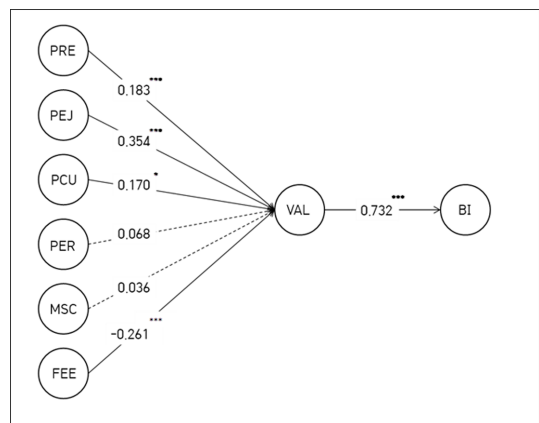 PRE
0.183***
PEJ
0.354***
PCU
0.170*
VAL
0.732***
BI
PER
0.068
MSC
0.036
-0.261***
FEE